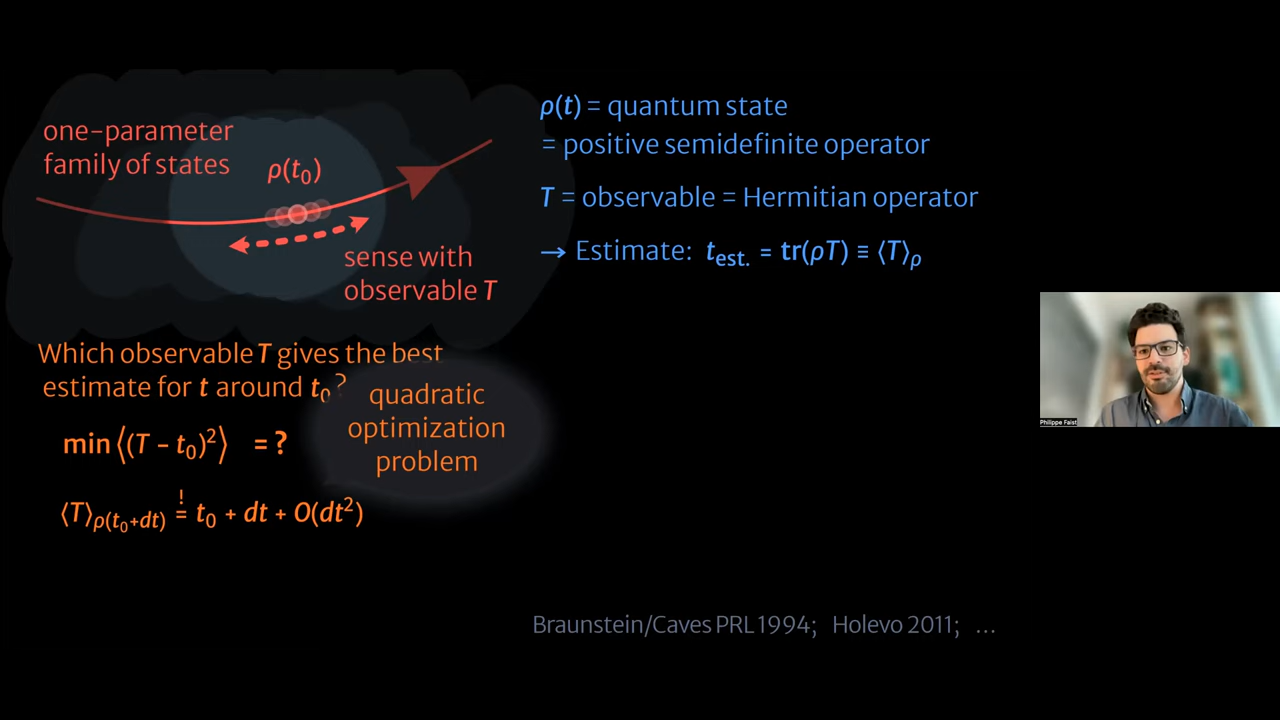 one-parameter
family of states
ρ(t₀)
sense with
observable T
ρ(t) = quantum state
= positive semidefinite operator
T = observable = Hermitian operator
→ Estimate: t_est. = tr(ρT) ≡ ⟨T⟩_ρ
Which observable T gives the best
estimate for t around t₀?
min ⟨(T – t₀)²⟩ = ?
quadratic
optimization
problem
⟨T⟩_ρ(t₀+dt) =! t₀ + dt + O(dt²)
Braunstein/Caves PRL 1994; Holevo 2011; …
Philippe Faist